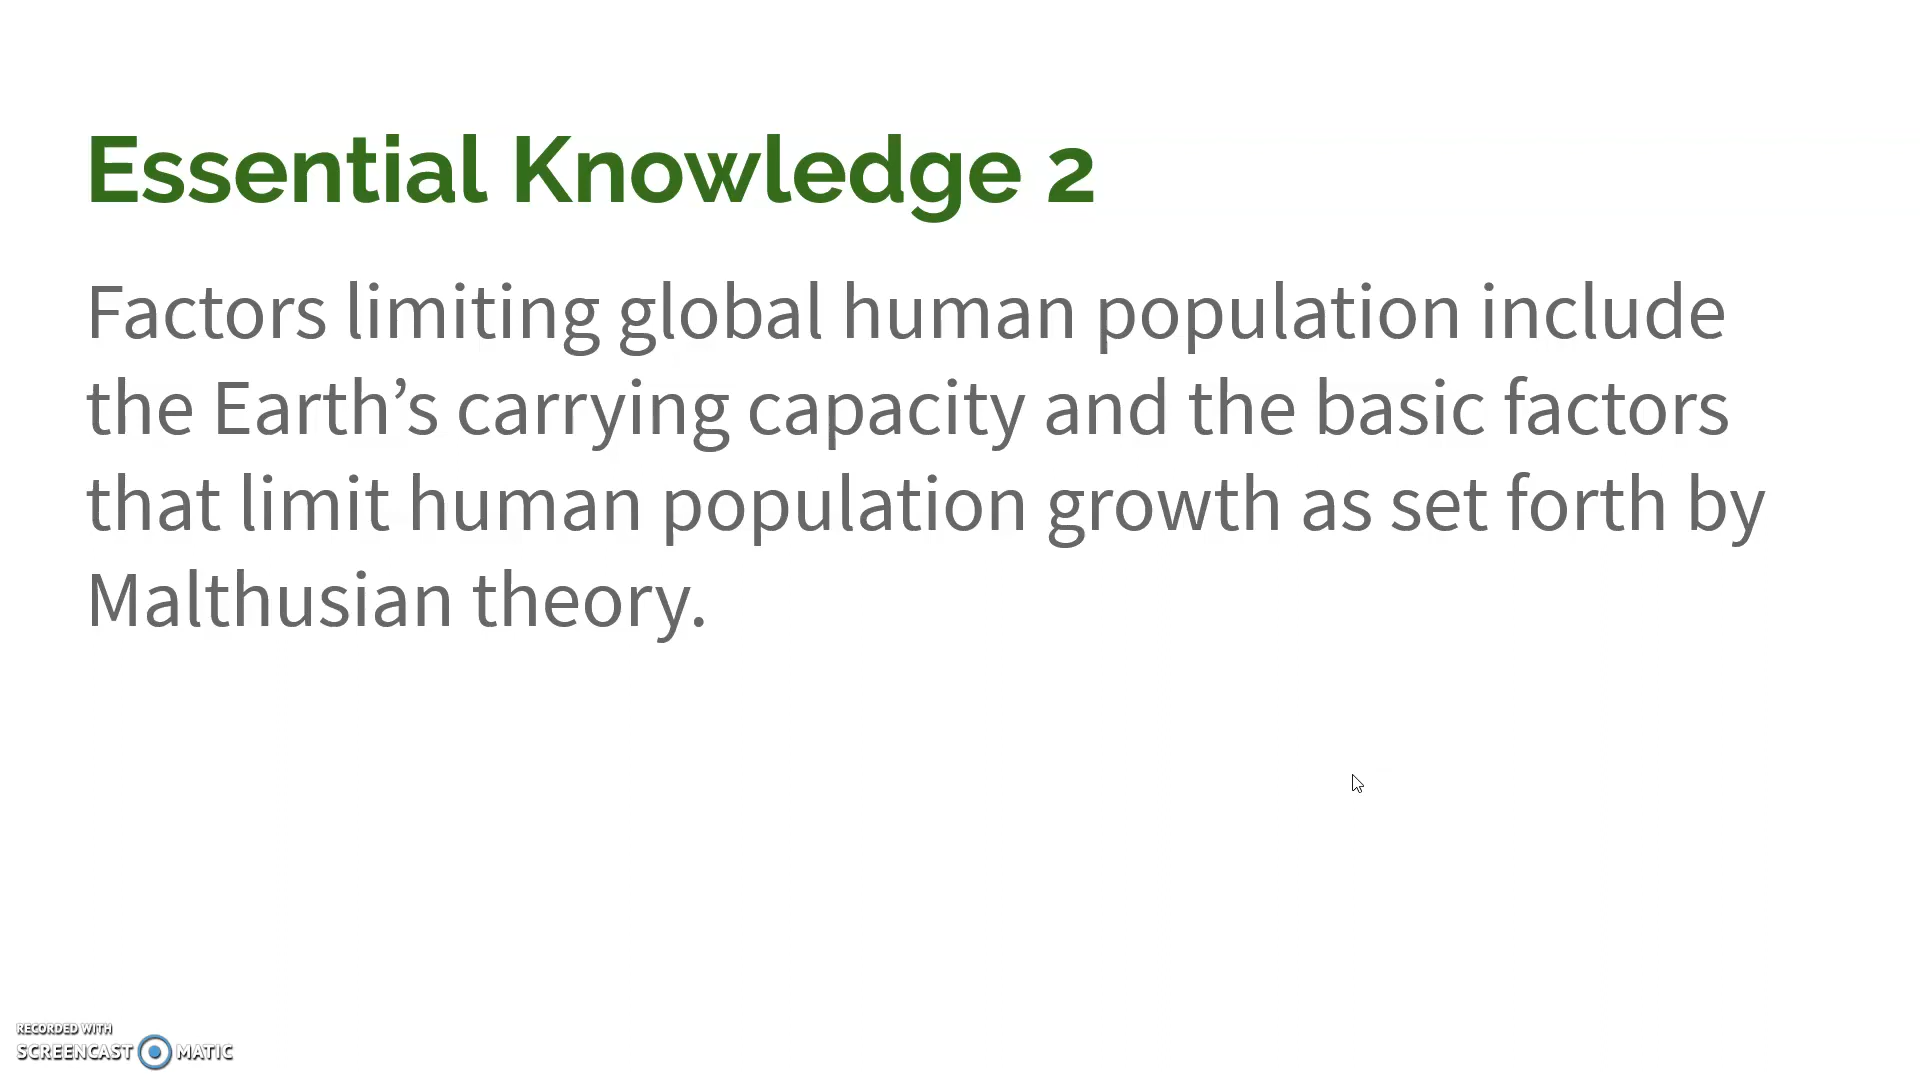 Essential Knowledge 2
Factors limiting global human population include
the Earth’s carrying capacity and the basic factors
that limit human population growth as set forth by
Malthusian theory.
RECORDED WITH
SCREENCAST MATIC